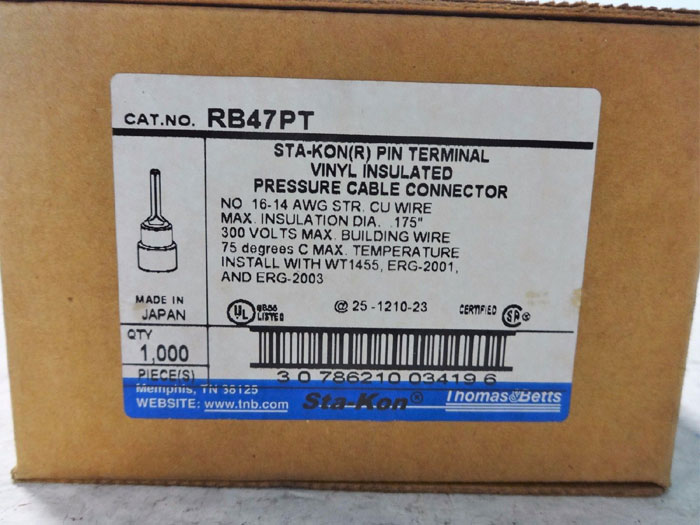 CAT.NO. RB47PT
STA-KON(R) PIN TERMINAL
VINYL INSULATED
PRESSURE CABLE CONNECTOR
NO 16-14 AWG STR. CU WIRE
MAX. INSULATION DIA. .175"
300 VOLTS MAX. BUILDING WIRE
75 degrees C MAX. TEMPERATURE
INSTALL WITH WT1455, ERG-2001,
AND ERG-2003
MADE IN
JAPAN
UL LISTED
@ 25-1210-23
CERTIFIED
QTY
1,000
PIECE(S)
3 0 786210 03419 6
Memphis, TN 38125
WEBSITE: www.tnb.com
Sta-Kon®
Thomas&Betts